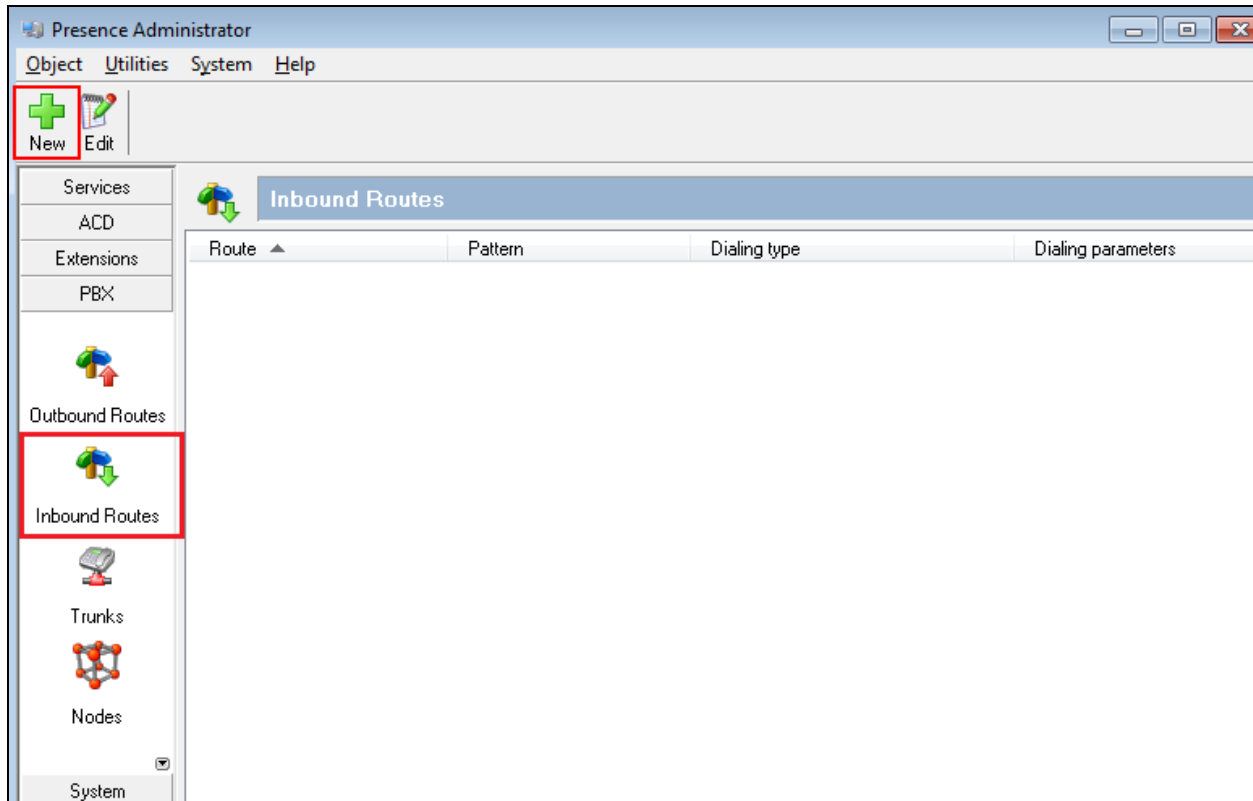 Presence Administrator
Object Utilities System Help
New Edit
Services
ACD
Extensions
PBX
Outbound Routes
Inbound Routes
Trunks
Nodes
System
Inbound Routes
Route Pattern Dialing type Dialing parameters